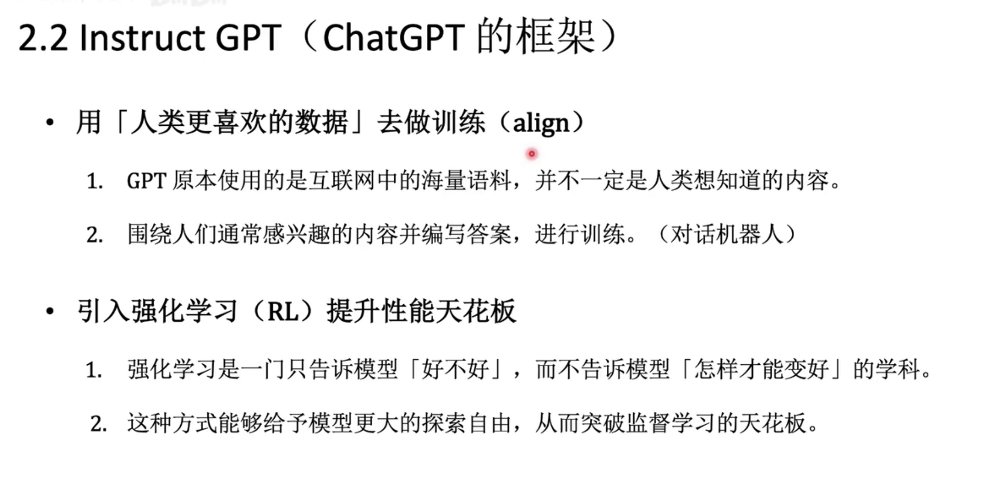 2.2 Instruct GPT（ChatGPT 的框架）
• 用「人类更喜欢的数据」去做训练（align）
1. GPT 原本使用的是互联网中的海量语料，并不一定是人类想知道的内容。
2. 围绕人们通常感兴趣的内容并编写答案，进行训练。（对话机器人）
• 引入强化学习（RL）提升性能天花板
1. 强化学习是一门只告诉模型「好不好」，而不告诉模型「怎样才能变好」的学科。
2. 这种方式能够给予模型更大的探索自由，从而突破监督学习的天花板。